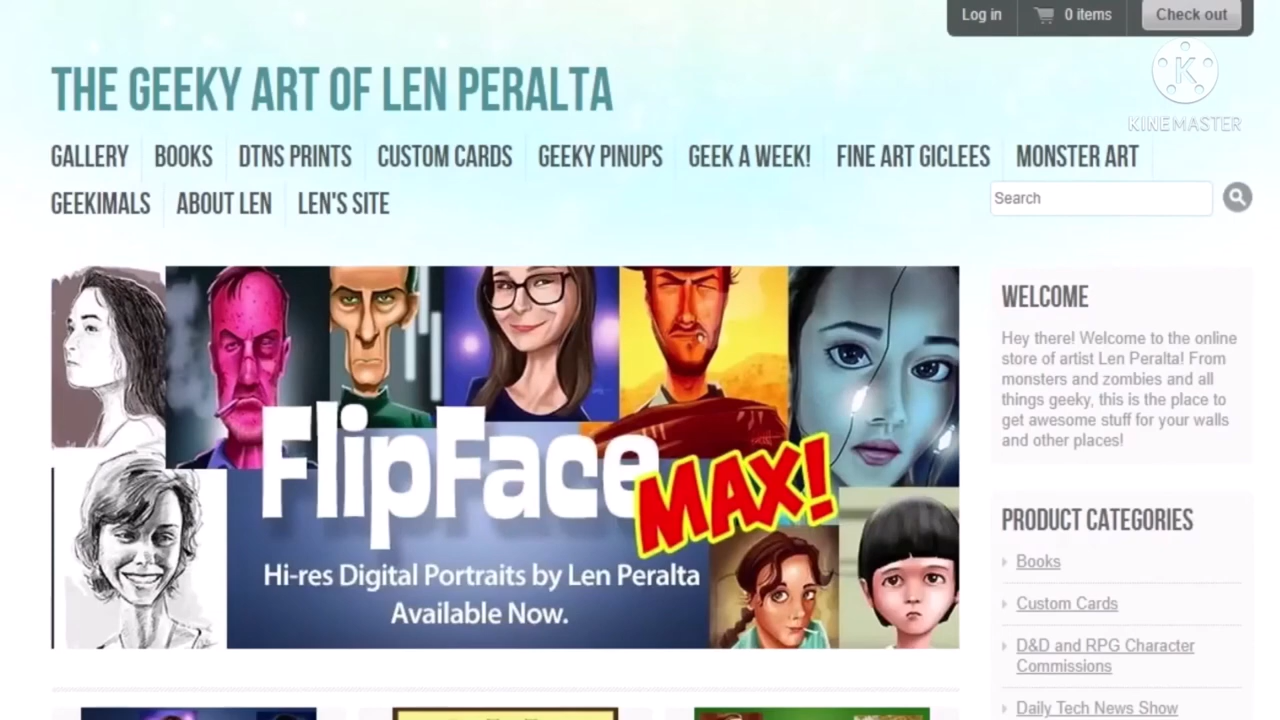 Log in
0 items
Check out
THE GEEKY ART OF LEN PERALTA
K
KINEMASTER
GALLERY
BOOKS
DTNS PRINTS
CUSTOM CARDS
GEEKY PINUPS
GEEK A WEEK!
FINE ART GICLEES
MONSTER ART
GEEKIMALS
ABOUT LEN
LEN'S SITE
Search
FlipFace
MAX!
Hi-res Digital Portraits by Len Peralta
Available Now.
WELCOME
Hey there! Welcome to the online
store of artist Len Peralta! From
monsters and zombies and all
things geeky, this is the place to
get awesome stuff for your walls
and other places!
PRODUCT CATEGORIES
Books
Custom Cards
D&D and RPG Character
Commissions
Daily Tech News Show